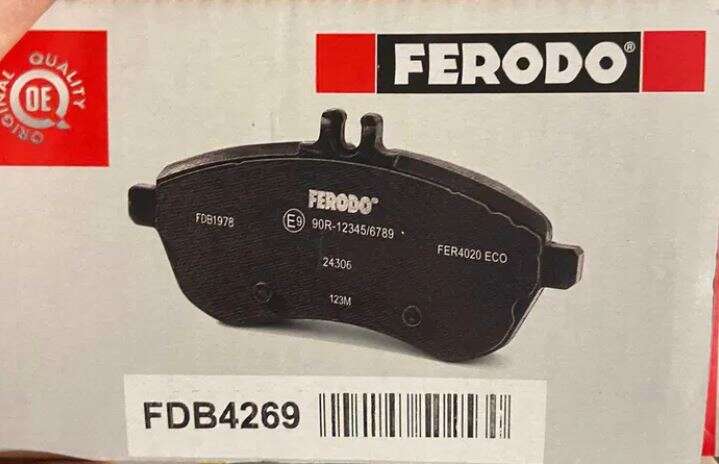 ORIGINAL QUALITY
OE
FERODO®
FERODO®
FDB1978
E9 90R-12345/6789
FER4020 ECO
24306
123M
FDB4269